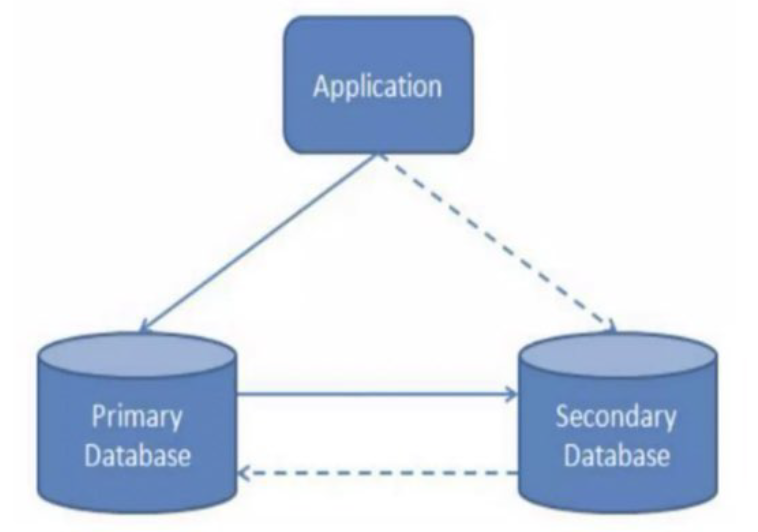 Application
Primary
Database
Secondary
Database